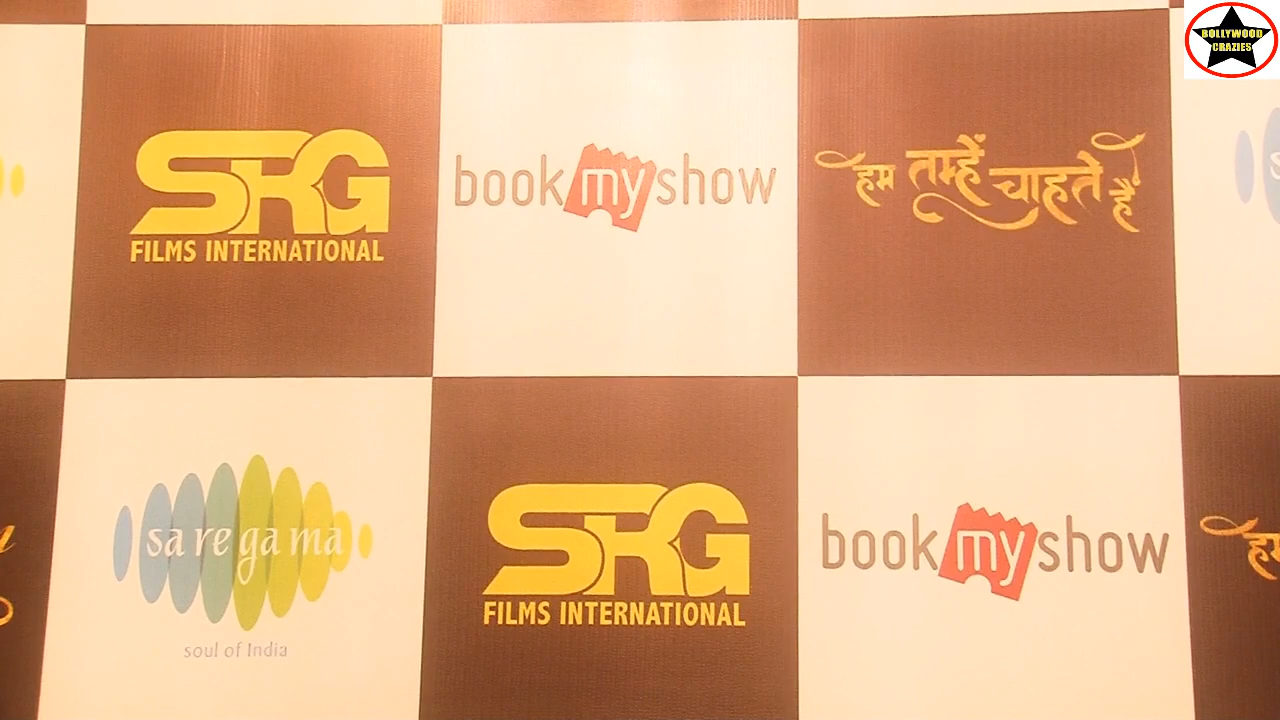 BOLLYWOOD
CRAZIES
SRG
FILMS INTERNATIONAL
bookmyshow
हम तुम्हें चाहते हैं
sa re ga ma
soul of India
SRG
FILMS INTERNATIONAL
bookmyshow
हम